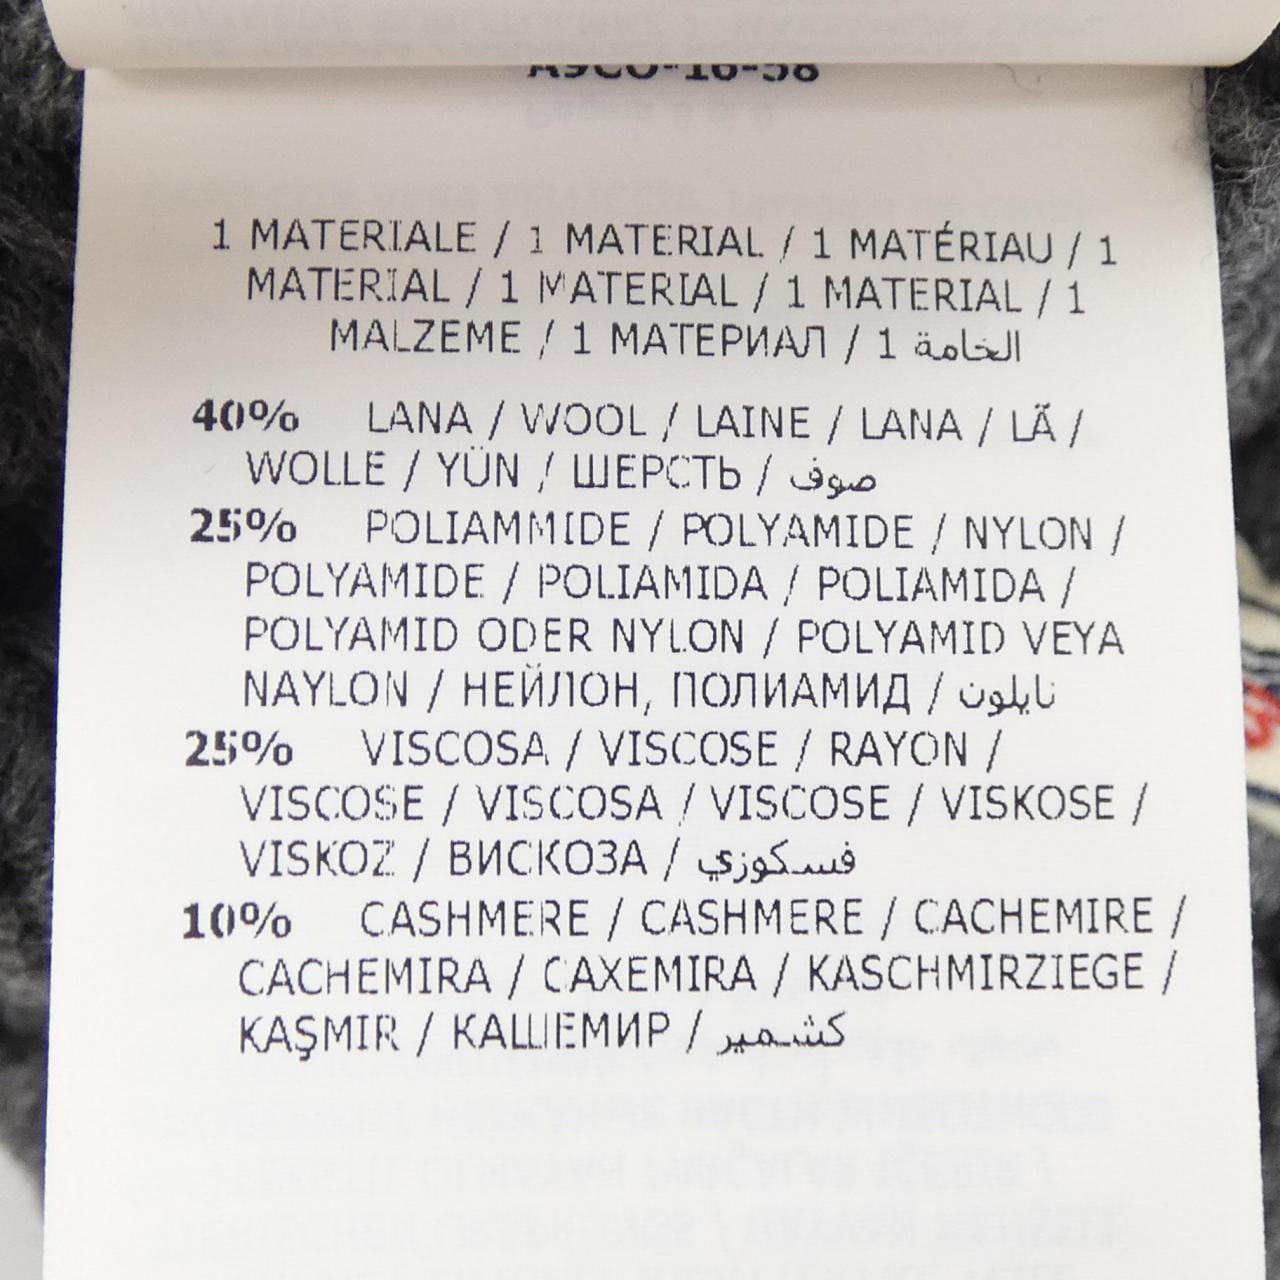 A9CO-16-58
1 MATERIALE / 1 MATERIAL / 1 MATÉRIAU / 1
MATERIAL / 1 MATERIAL / 1 MATERIAL / 1
MALZEME / 1 МАТЕРИАЛ / 1 الخامة
40% LANA / WOOL / LAINE / LANA / LÃ /
WOLLE / YÜN / ШЕРСТЬ / صوف
25% POLIAMMIDE / POLYAMIDE / NYLON /
POLYAMIDE / POLIAMIDA / POLIAMIDA /
POLYAMID ODER NYLON / POLYAMID VEYA
NAYLON / НЕЙЛОН, ПОЛИАМИД / نايلون
25% VISCOSA / VISCOSE / RAYON /
VISCOSE / VISCOSA / VISCOSE / VISKOSE /
VISKOZ / ВИСКОЗА / فسكوزي
10% CASHMERE / CASHMERE / CACHEMIRE /
CACHEMIRA / CAXEMIRA / KASCHMIRZIEGE /
KAŞMIR / КАШЕМИР / كشمير